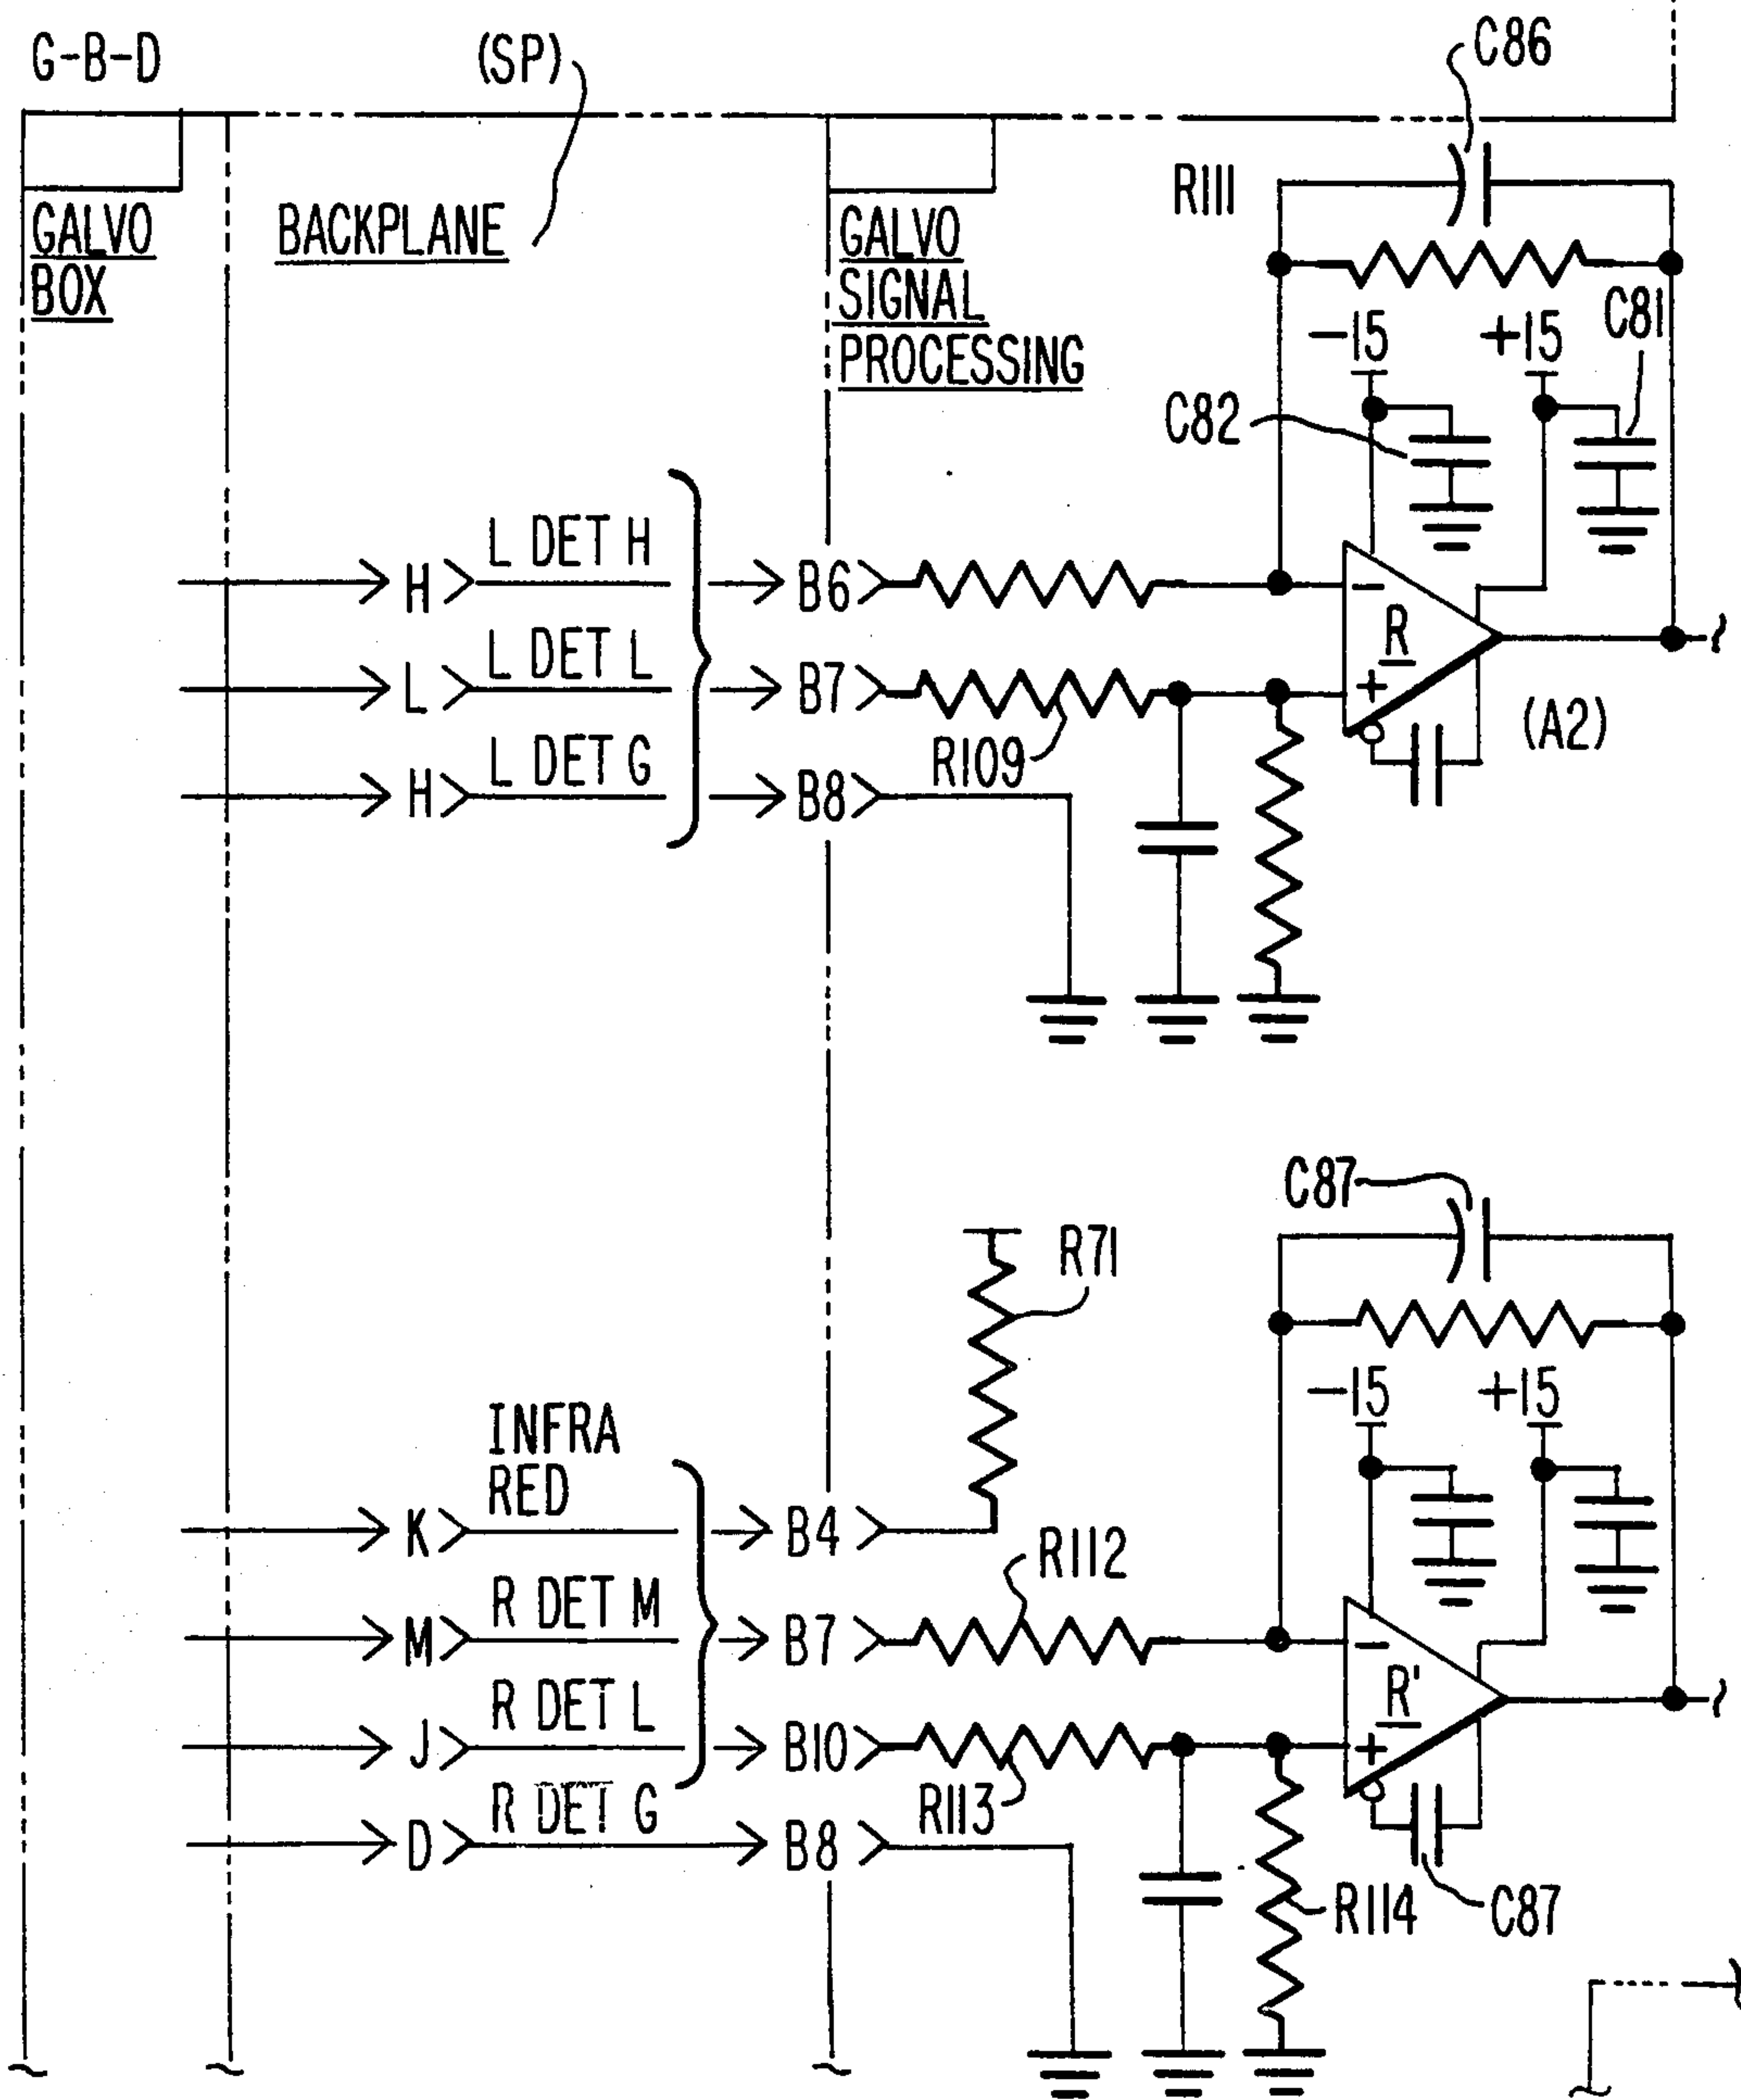 G-B-D
(SP)
C86
GALVO
BOX
BACKPLANE
GALVO
SIGNAL
PROCESSING
R111
-15
+15
C81
C82
H
L DET H
B6
-
R
L
L DET L
B7
+
R109
(A2)
H
L DET G
B8
C87
R71
-15
+15
INFRA
RED
K
B4
R112
M
R DET M
B7
-
R'
J
R DET L
B10
+
R113
D
R DET G
B8
R114
C87